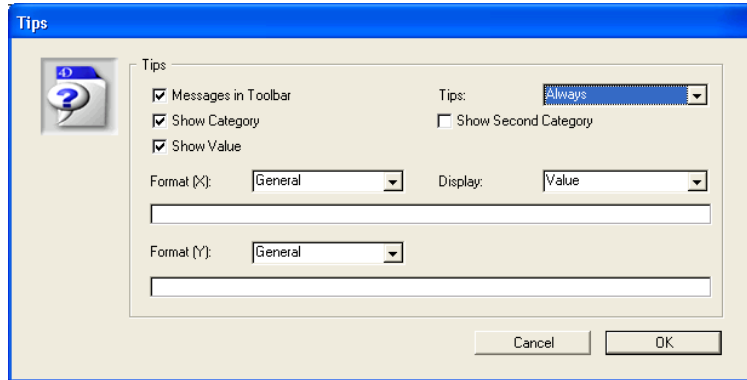 Tips
4D
Tips
Messages in Toolbar
Tips: Always
Show Category
Show Second Category
Show Value
Format (X): General
Display: Value
Format (Y): General
Cancel
OK